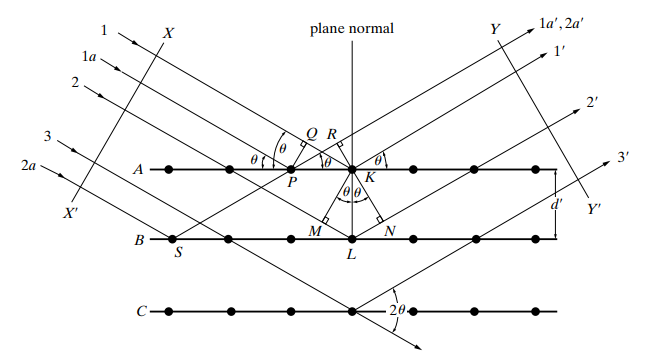 plane normal
1
X
Y
1a', 2a'
1a
1'
2
2'
Q R
3
θ
θ
θ
θ
3'
2a
A
P
K
θ θ
d'
X'
M
N
Y'
B
S
L
C
2θ